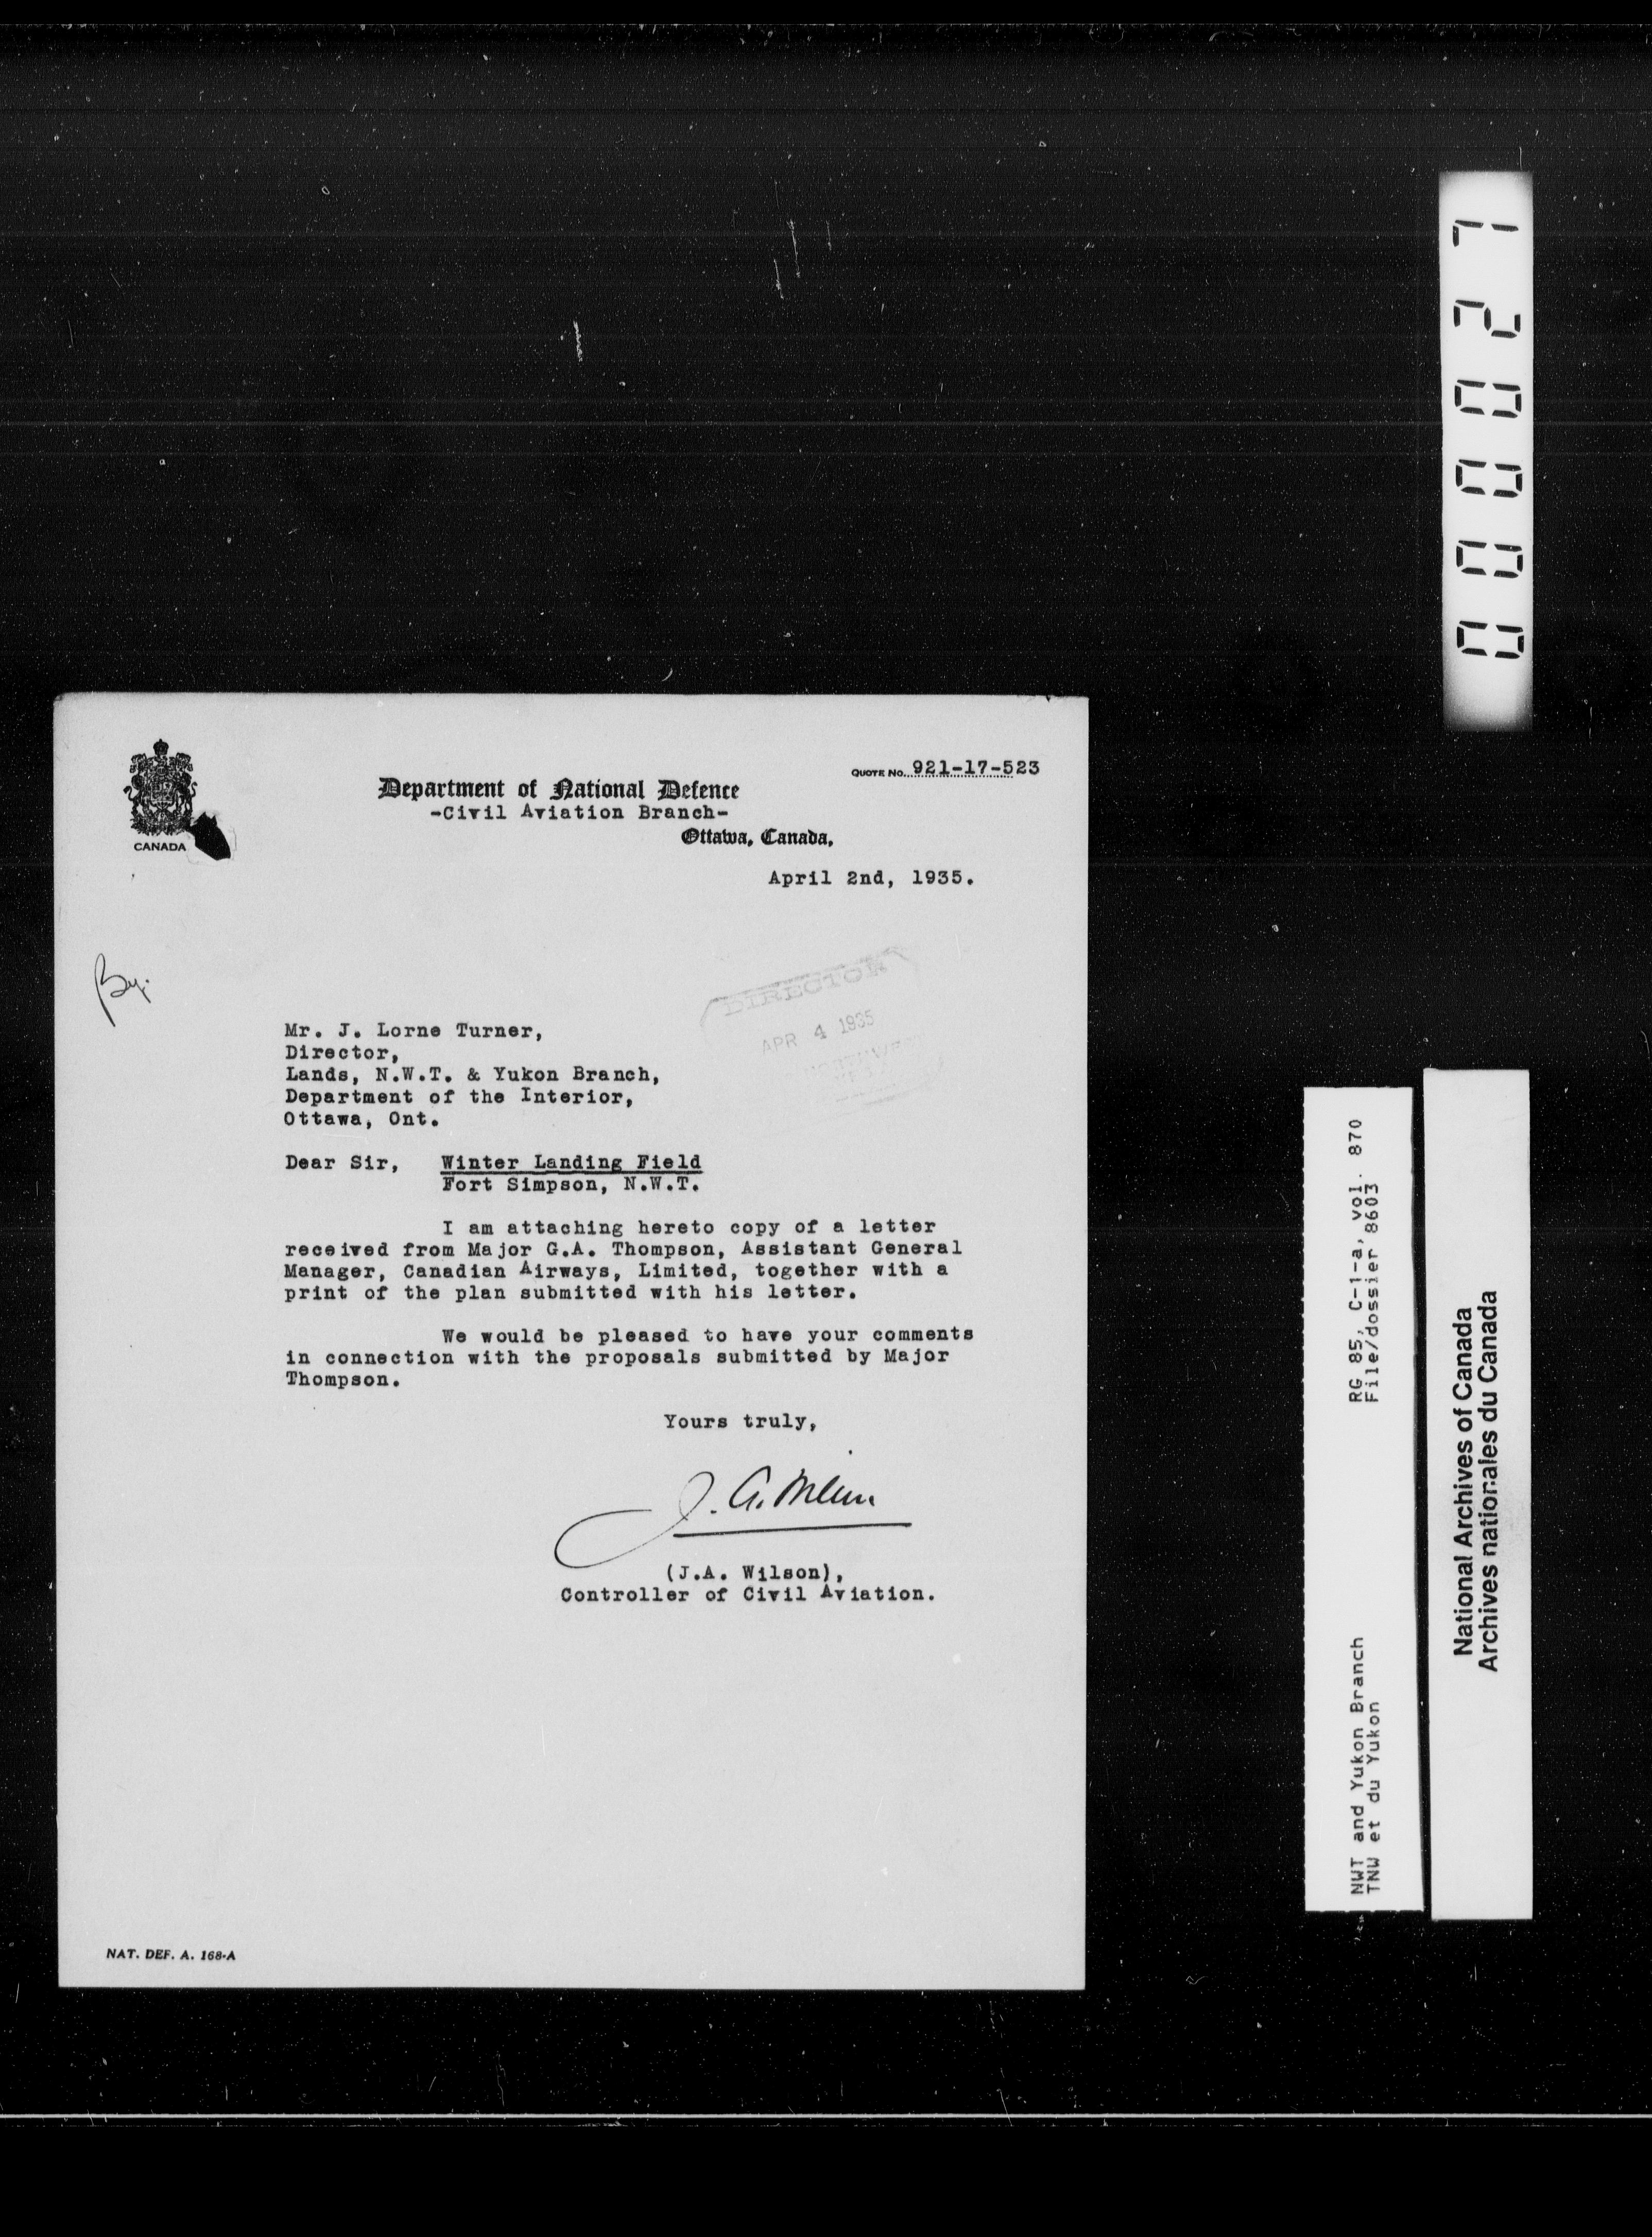 QUOTE NO. 921-17-523
Department of National Defence
-Civil Aviation Branch-
Ottawa, Canada,
CANADA
April 2nd, 1935.
By.
DIRECTOR
APR 4 1935
Mr. J. Lorne Turner,
Director,
Lands, N.W.T. & Yukon Branch,
Department of the Interior,
Ottawa, Ont.
Dear Sir, Winter Landing Field
Fort Simpson, N.W.T.
I am attaching hereto copy of a letter
received from Major G.A. Thompson, Assistant General
Manager, Canadian Airways, Limited, together with a
print of the plan submitted with his letter.
We would be pleased to have your comments
in connection with the proposals submitted by Major
Thompson.
Yours truly,
J. A. Wilson
(J.A. Wilson),
Controller of Civil Aviation.
NAT. DEF. A. 168-A
000027
RG 85, C-1-a, vol. 870
File/dossier 8603
NWT and Yukon Branch
TNW et du Yukon
National Archives of Canada
Archives nationales du Canada